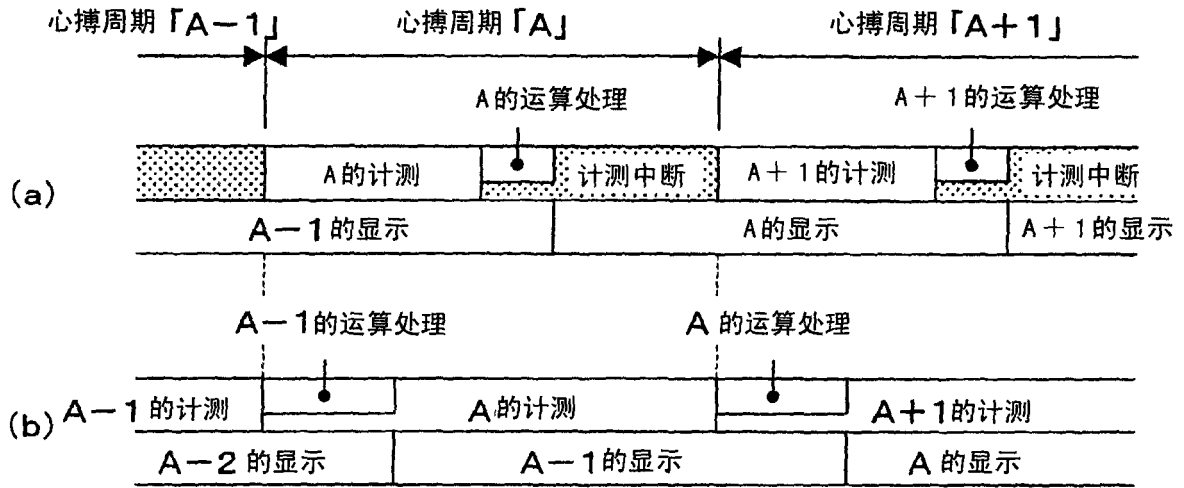 心搏周期「A−1」 心搏周期「A」 心搏周期「A+1」
A的运算处理 A+1的运算处理
(a) A的计测 计测中断 A+1的计测 计测中断
A−1的显示 A的显示 A+1的显示
A−1的运算处理 A的运算处理
(b) A−1的计测 A的计测 A+1的计测
A−2的显示 A−1的显示 A的显示